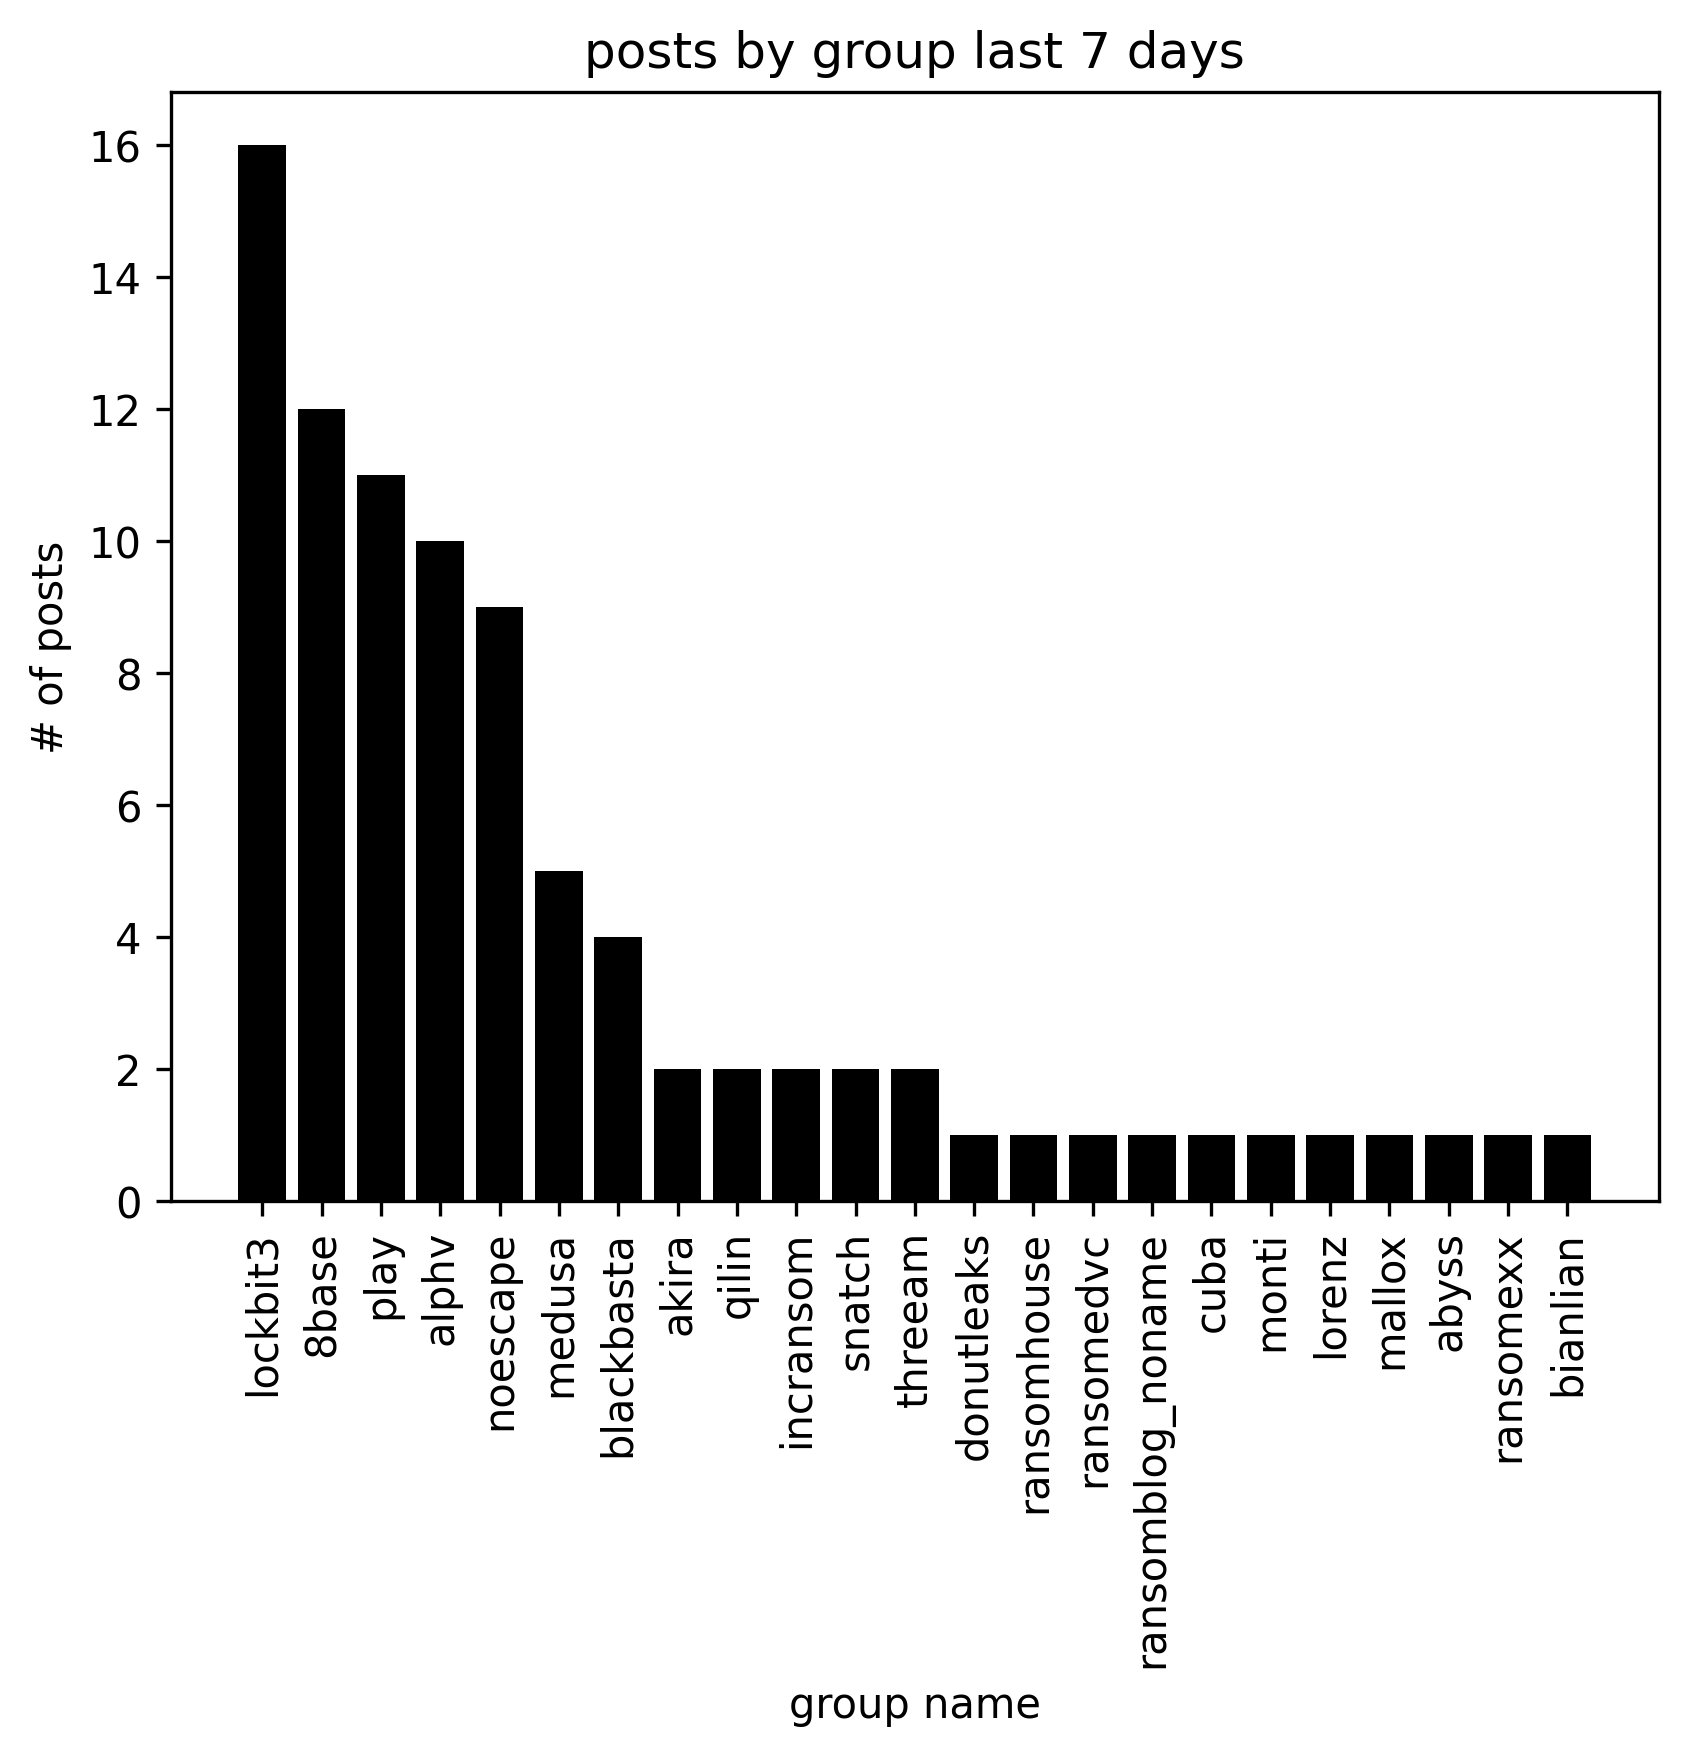 posts by group last 7 days
# of posts
16
14
12
10
8
6
4
2
0
lockbit3
8base
play
alphv
noescape
medusa
blackbasta
akira
qilin
incransom
snatch
threeam
donutleaks
ransomhouse
ransomedvc
ransomblog_noname
cuba
monti
lorenz
mallox
abyss
ransomexx
bianlian
group name